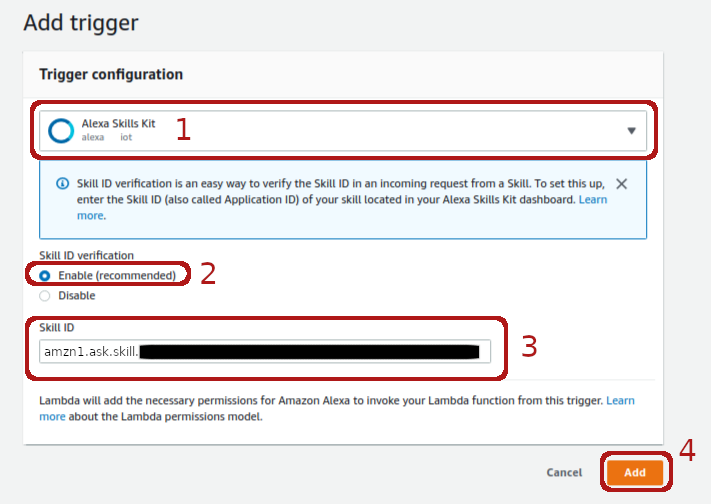 Add trigger
Trigger configuration
Alexa Skills Kit
alexa iot
1
Skill ID verification is an easy way to verify the Skill ID in an incoming request from a Skill. To set this up,
enter the Skill ID (also called Application ID) of your skill located in your Alexa Skills Kit dashboard. Learn
more.
Skill ID verification
Enable (recommended)
2
Disable
Skill ID
amzn1.ask.skill.
3
Lambda will add the necessary permissions for Amazon Alexa to invoke your Lambda function from this trigger. Learn
more about the Lambda permissions model.
Cancel
Add
4